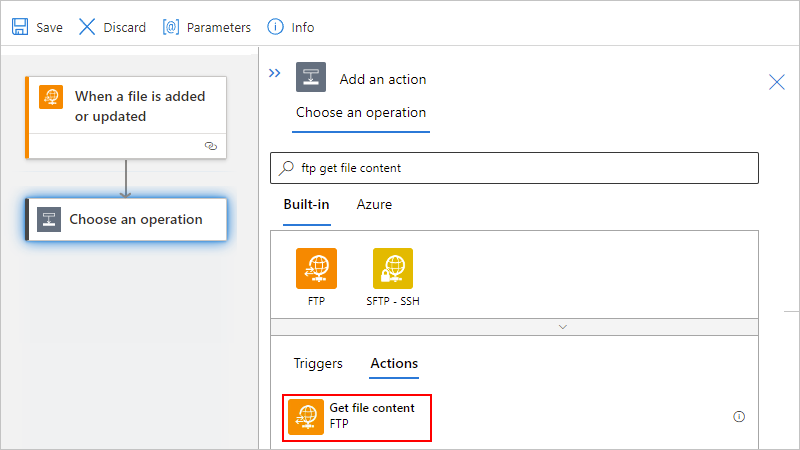 Save Discard [@] Parameters Info
When a file is added
or updated
Choose an operation
Add an action
Choose an operation
ftp get file content
Built-in Azure
FTP SFTP - SSH
Triggers Actions
Get file content
FTP